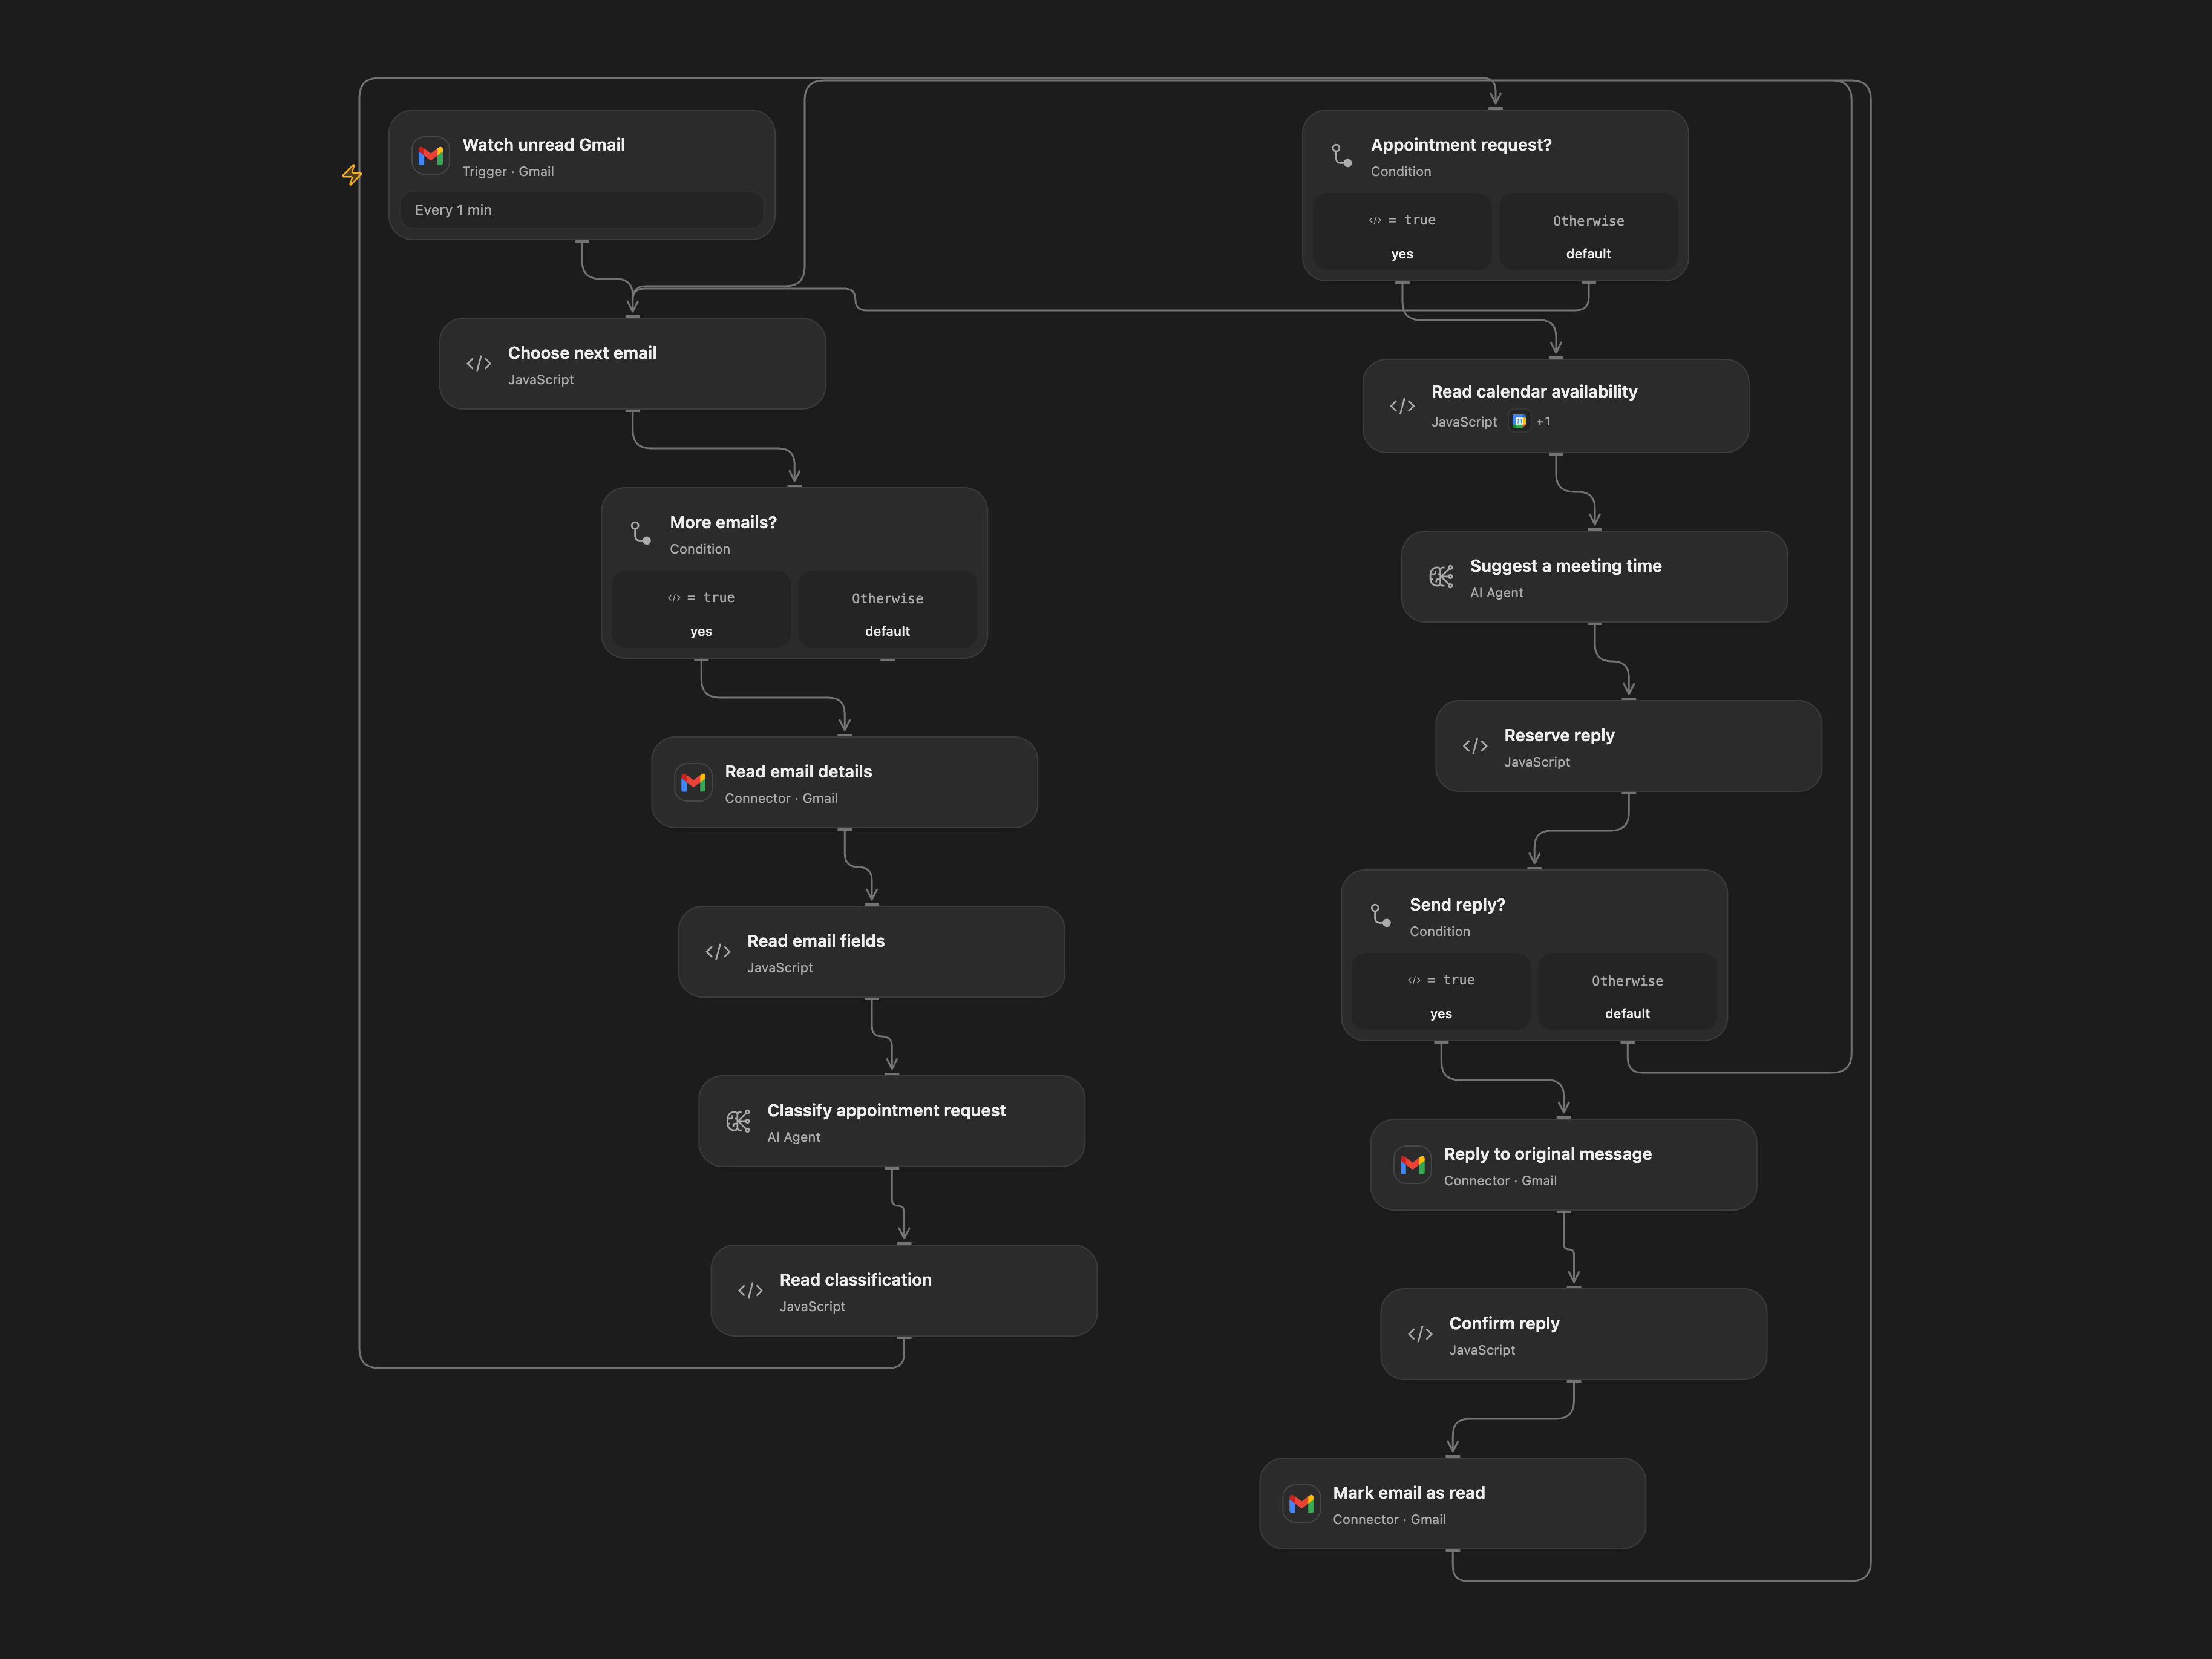 Watch unread Gmail
Trigger · Gmail
Every 1 min
Choose next email
JavaScript
More emails?
Condition
</> = true
yes
Otherwise
default
Read email details
Connector · Gmail
Read email fields
JavaScript
Classify appointment request
AI Agent
Read classification
JavaScript
Appointment request?
Condition
</> = true
yes
Otherwise
default
Read calendar availability
JavaScript +1
Suggest a meeting time
AI Agent
Reserve reply
JavaScript
Send reply?
Condition
</> = true
yes
Otherwise
default
Reply to original message
Connector · Gmail
Confirm reply
JavaScript
Mark email as read
Connector · Gmail